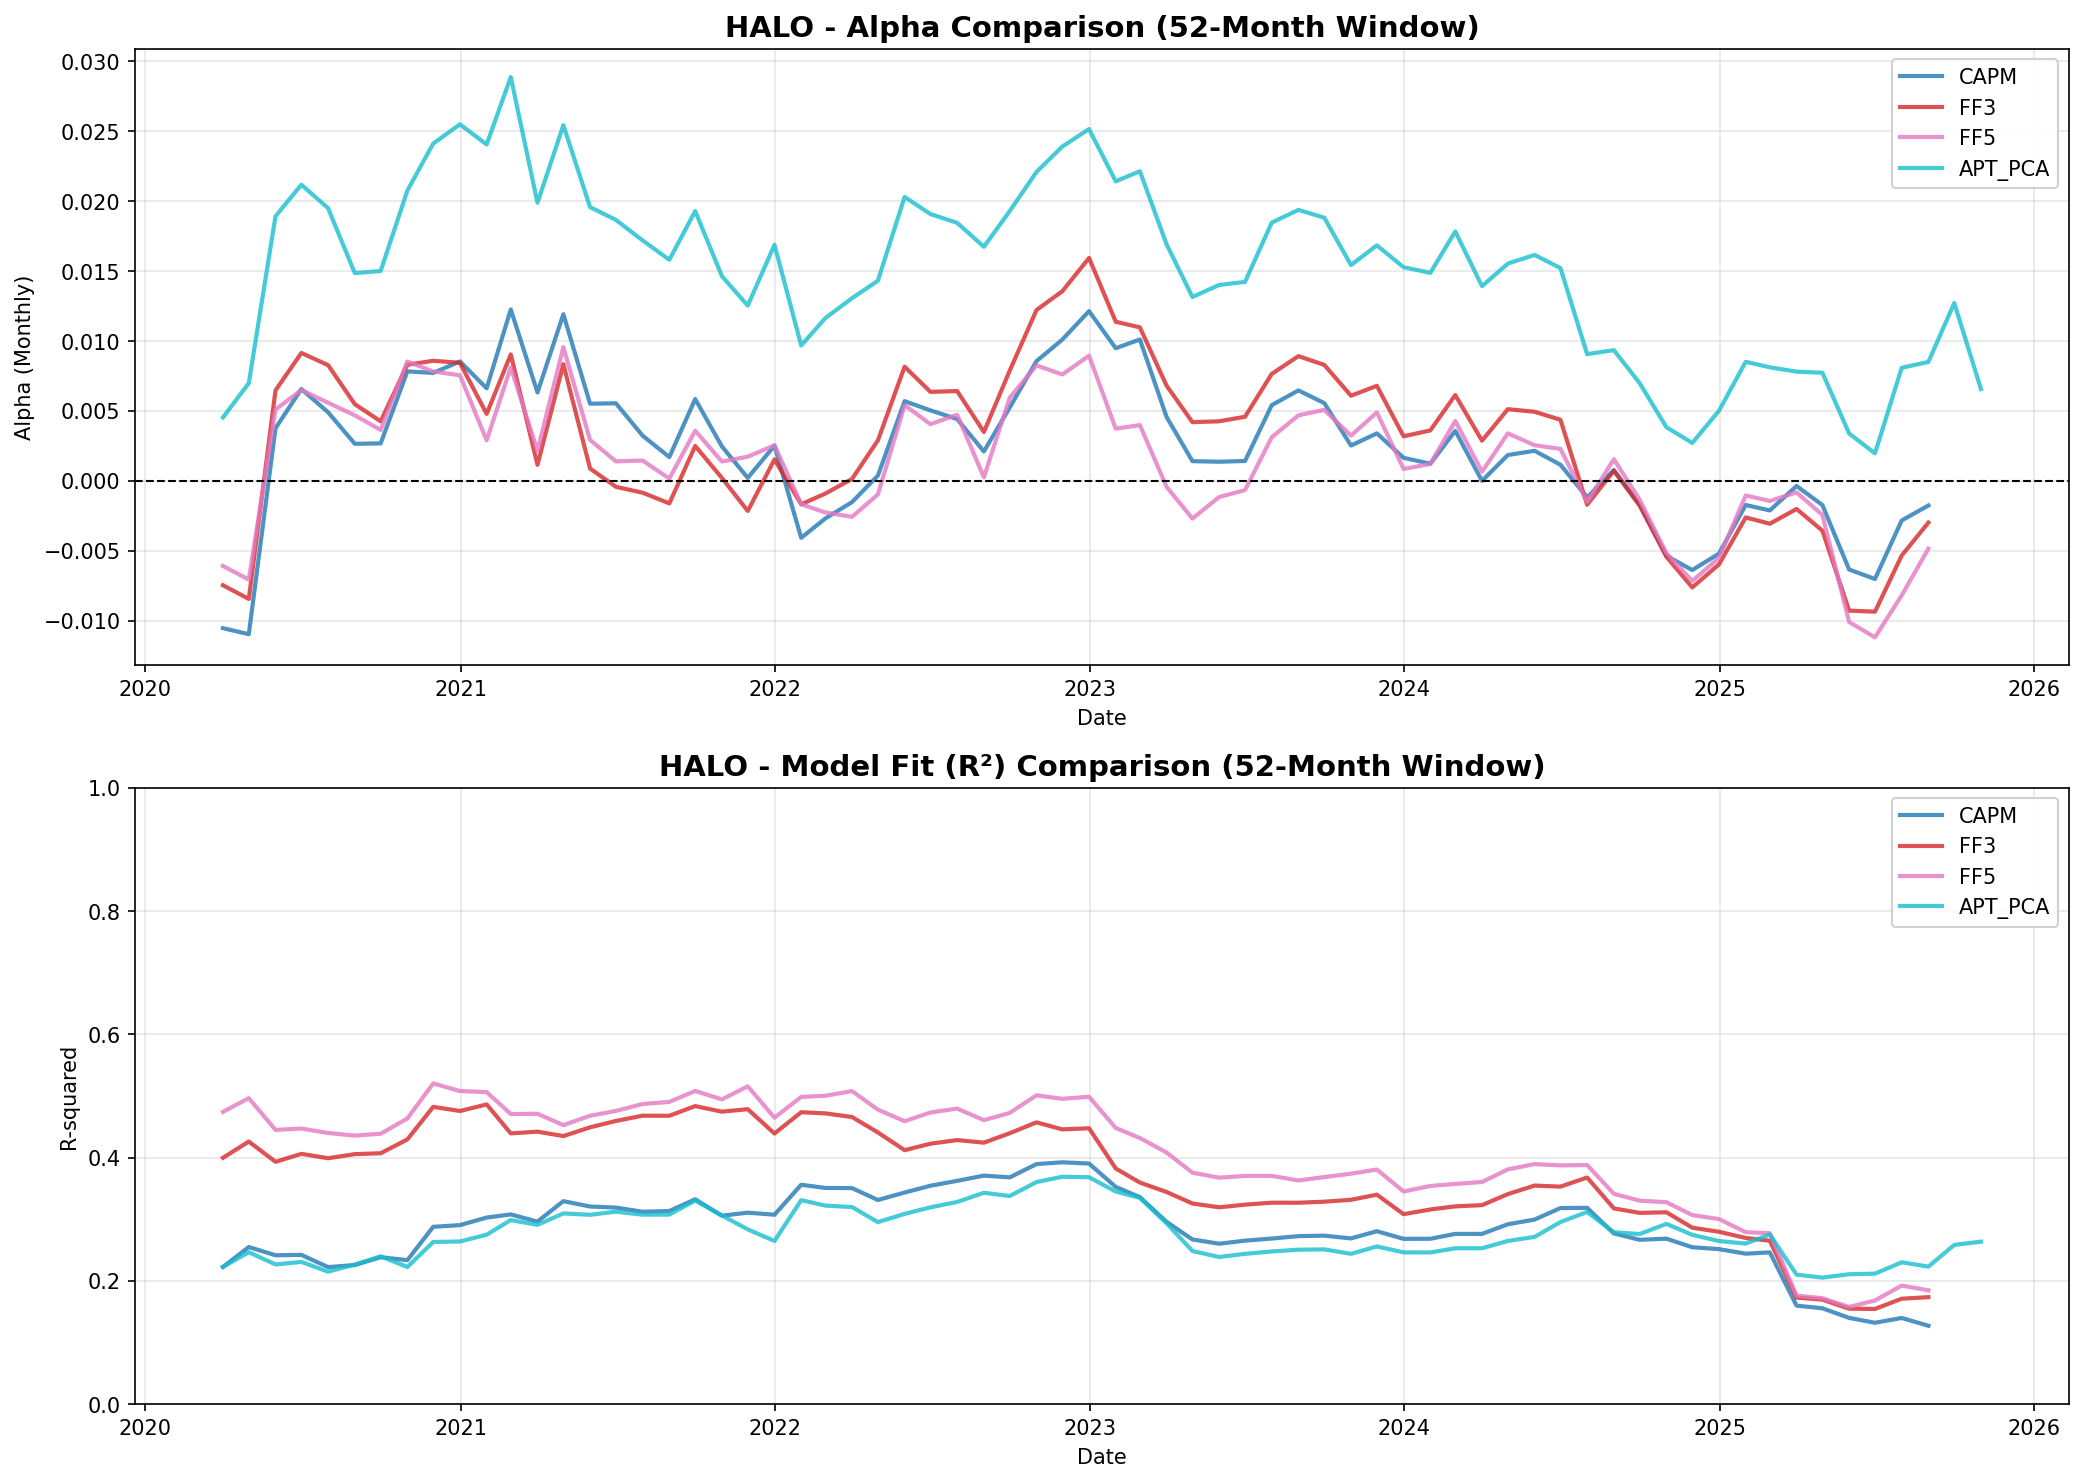 HALO - Alpha Comparison (52-Month Window)
0.030
0.025
0.020
0.015
0.010
0.005
0.000
−0.005
−0.010
Alpha (Monthly)
CAPM
FF3
FF5
APT_PCA
2020 2021 2022 2023 2024 2025 2026
Date
HALO - Model Fit (R²) Comparison (52-Month Window)
1.0
0.8
0.6
0.4
0.2
0.0
R-squared
CAPM
FF3
FF5
APT_PCA
2020 2021 2022 2023 2024 2025 2026
Date